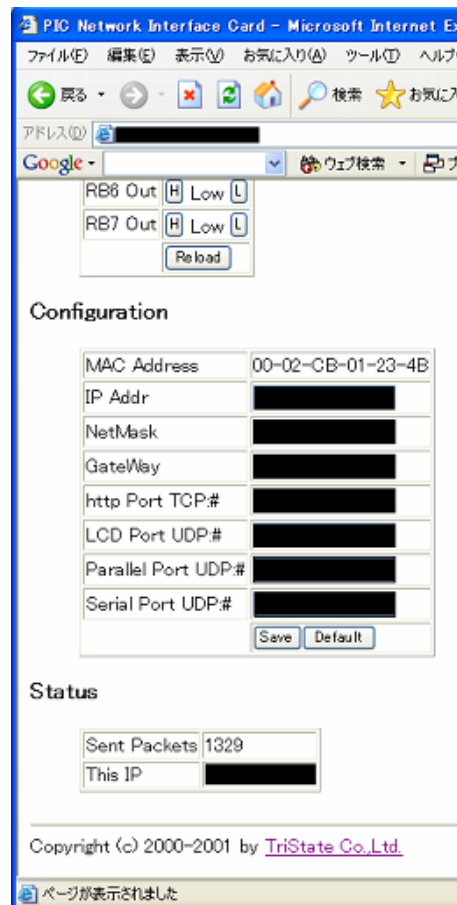 PIC Network Interface Card - Microsoft Internet Ex
ファイル(F) 編集(E) 表示(V) お気に入り(A) ツール(T) ヘルプ
戻る 検索 お気に入
アドレス(D)
Google ウェブ検索 ブ
RB6 Out H Low L
RB7 Out H Low L
Reload
Configuration
MAC Address 00-02-CB-01-23-4B
IP Addr
NetMask
GateWay
http Port TCP:#
LCD Port UDP:#
Parallel Port UDP:#
Serial Port UDP:#
Save Default
Status
Sent Packets 1329
This IP
Copyright (c) 2000-2001 by TriState Co.,Ltd.
ページが表示されました